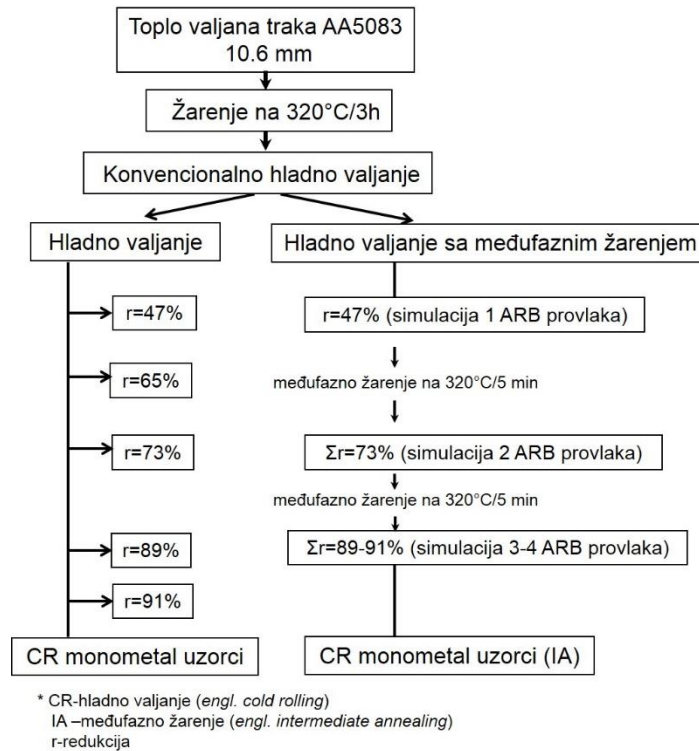 Toplo valjana traka AA5083
10.6 mm
Žarenje na 320°C/3h
Konvencionalno hladno valjanje
Hladno valjanje
Hladno valjanje sa međufaznim žarenjem
r=47%
r=65%
r=73%
r=89%
r=91%
CR monometal uzorci
r=47% (simulacija 1 ARB provlaka)
međufazno žarenje na 320°C/5 min
Σr=73% (simulacija 2 ARB provlaka)
međufazno žarenje na 320°C/5 min
Σr=89-91% (simulacija 3-4 ARB provlaka)
CR monometal uzorci (IA)
* CR-hladno valjanje (engl. cold rolling)
IA –međufazno žarenje (engl. intermediate annealing)
r-redukcija